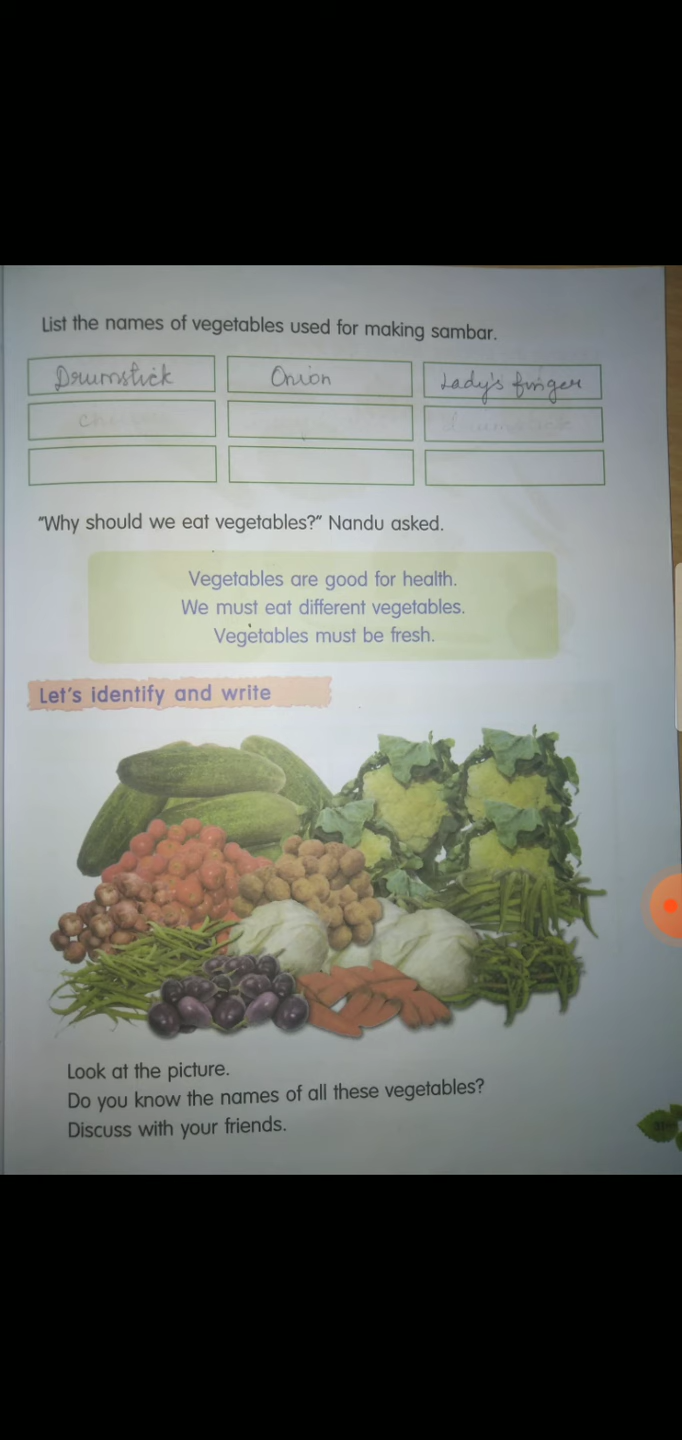 List the names of vegetables used for making sambar.
Drumstick Onion Lady's finger
"Why should we eat vegetables?" Nandu asked.
Vegetables are good for health.
We must eat different vegetables.
Vegetables must be fresh.
Let's identify and write
Look at the picture.
Do you know the names of all these vegetables?
Discuss with your friends.